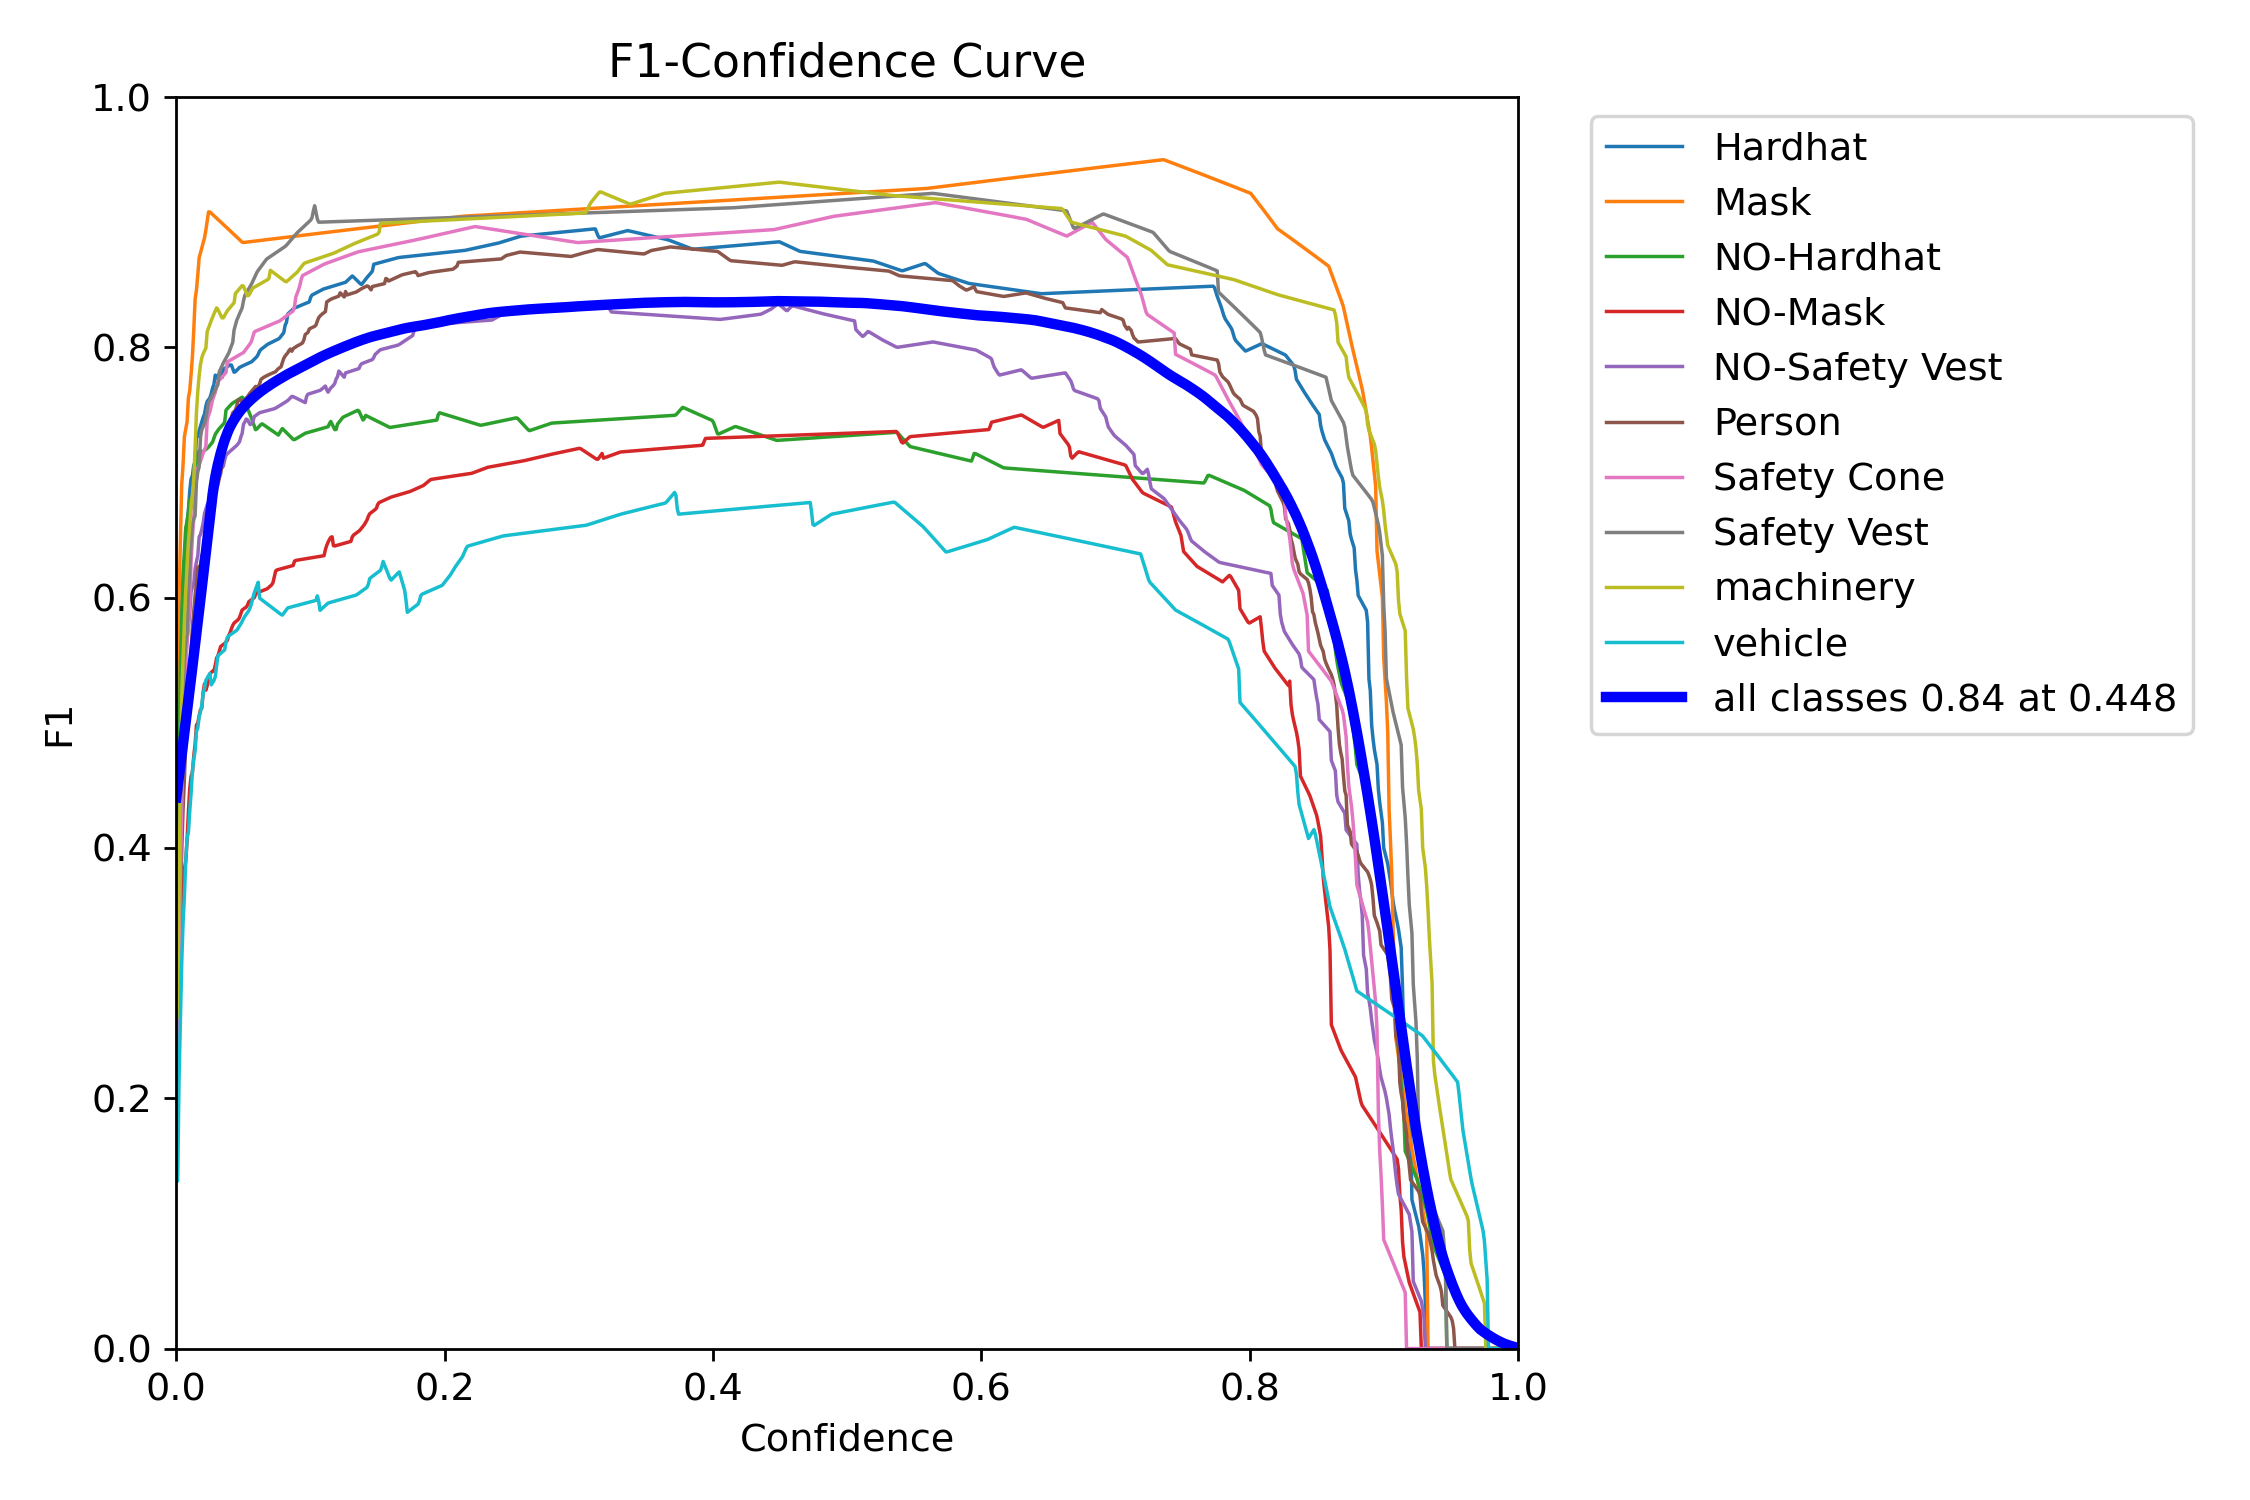 F1-Confidence Curve
1.0
0.8
0.6
0.4
0.2
0.0
F1
0.0 0.2 0.4 0.6 0.8 1.0
Confidence
Hardhat
Mask
NO-Hardhat
NO-Mask
NO-Safety Vest
Person
Safety Cone
Safety Vest
machinery
vehicle
all classes 0.84 at 0.448